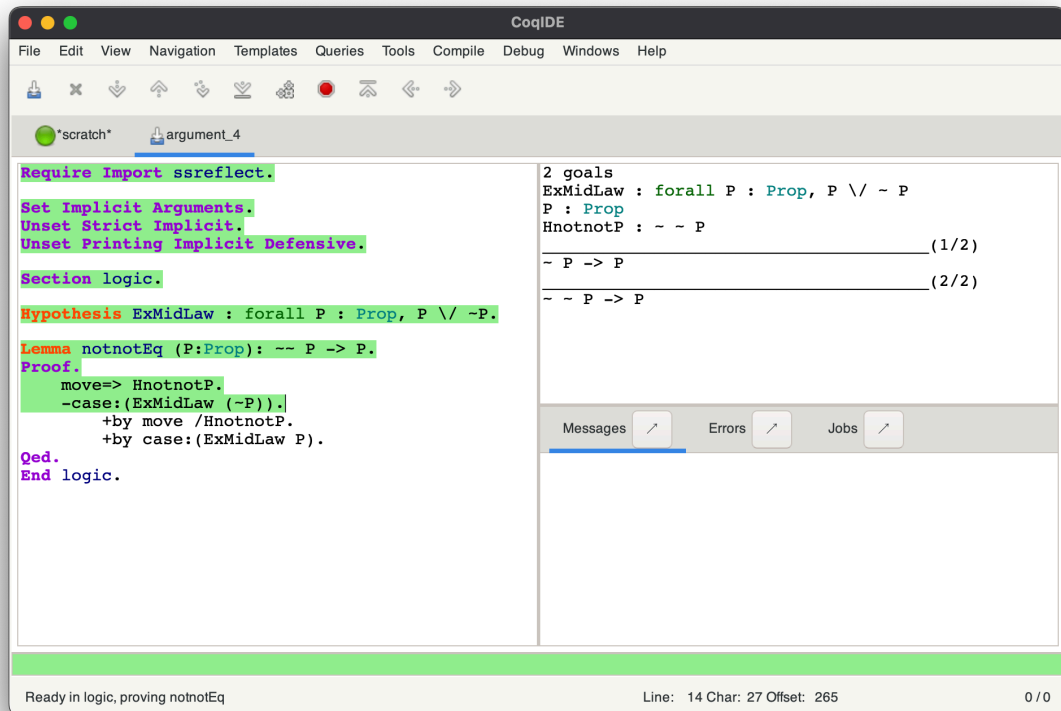 CoqIDE
File Edit View Navigation Templates Queries Tools Compile Debug Windows Help
*scratch* argument_4
Require Import ssreflect.
Set Implicit Arguments.
Unset Strict Implicit.
Unset Printing Implicit Defensive.
Section logic.
Hypothesis ExMidLaw : forall P : Prop, P \/ ~P.
Lemma notnotEq (P:Prop): ~~ P -> P.
Proof.
move=> HnotnotP.
-case:(ExMidLaw (~P)).
+by move /HnotnotP.
+by case:(ExMidLaw P).
Qed.
End logic.
2 goals
ExMidLaw : forall P : Prop, P \/ ~ P
P : Prop
HnotnotP : ~ ~ P
(1/2)
~ P -> P
(2/2)
~ ~ P -> P
Messages Errors Jobs
Ready in logic, proving notnotEq Line: 14 Char: 27 Offset: 265 0 / 0